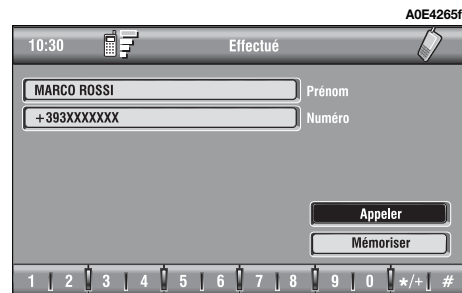 A0E4265f
10:30 Effectué
MARCO ROSSI Prénom
+393XXXXXXX Numéro
Appeler
Mémoriser
1 2 3 4 5 6 7 8 9 0 */+ #